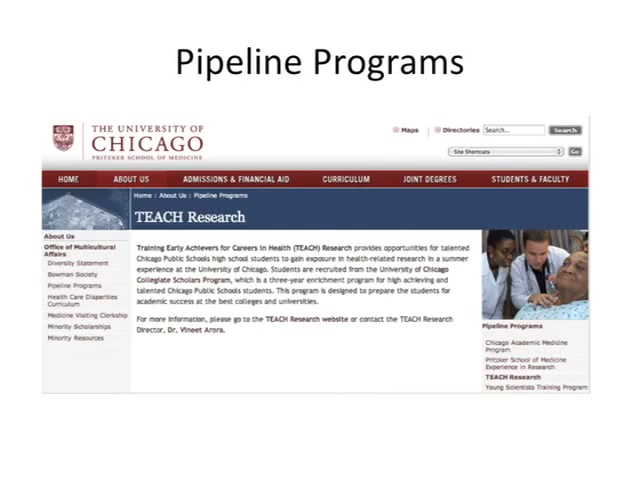 Pipeline Programs
THE UNIVERSITY OF
CHICAGO
PRITZKER SCHOOL OF MEDICINE
Maps
Directories
Search...
Search
Site Shortcuts
Go
HOME
ABOUT US
ADMISSIONS & FINANCIAL AID
CURRICULUM
JOINT DEGREES
STUDENTS & FACULTY
Home : About Us : Pipeline Programs
TEACH Research
About Us
Office of Multicultural
Affairs
Diversity Statement
Bowman Society
Pipeline Programs
Health Care Disparities
Curriculum
Medicine Visiting Clerkship
Minority Scholarships
Minority Resources
Training Early Achievers for Careers in Health (TEACH) Research provides opportunities for talented
Chicago Public Schools high school students to gain exposure in health-related research in a summer
experience at the University of Chicago. Students are recruited from the University of Chicago
Collegiate Scholars Program, which is a three-year enrichment program for high achieving and
talented Chicago Public School students. This program is designed to prepare the students for
academic success at the best colleges and universities.
For more information, please go to the TEACH Research website or contact the TEACH Research
Director, Dr. Vineet Arora.
Pipeline Programs
Chicago Academic Medicine
Program
Pritzker School of Medicine
Experience in Research
TEACH Research
Young Scientists Training Program